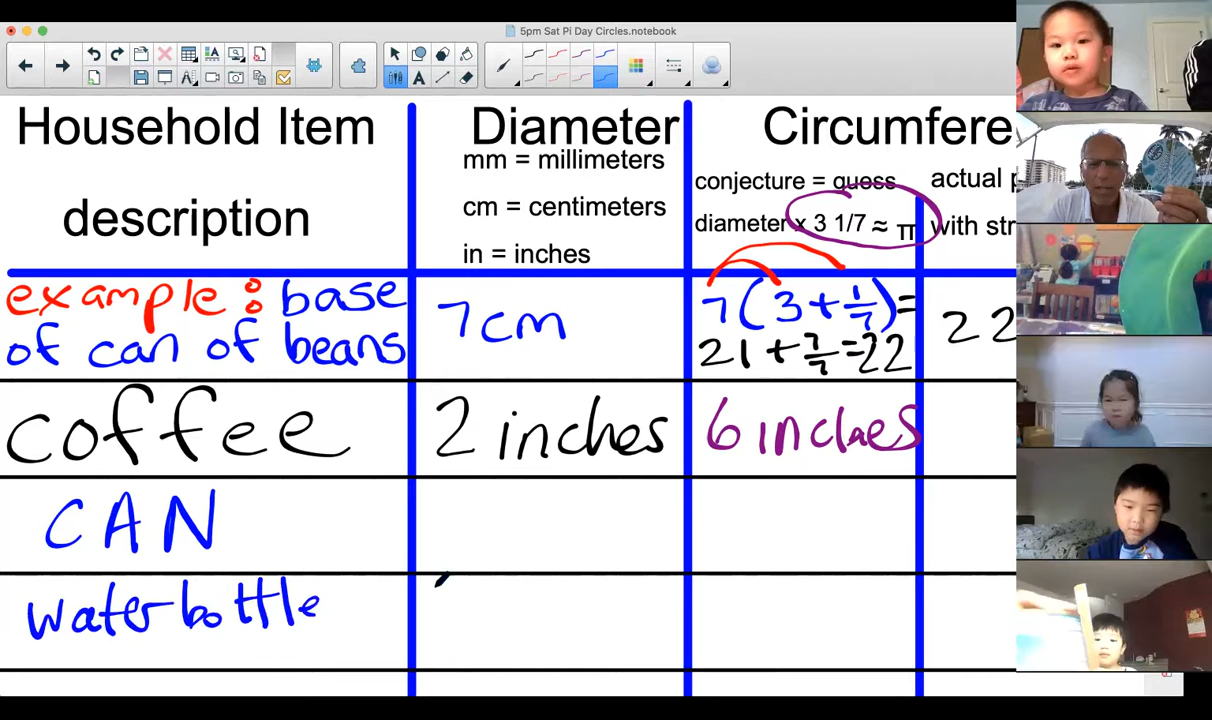 5pm Sat Pi Day Circles.notebook
Household Item
description
Diameter
mm = millimeters
cm = centimeters
in = inches
Circumfere
conjecture = guess
diameter x 3 1/7 ≈ π
actual p
with str
example : base
of can of beans
7cm
7(3+1/7)=
21+7/7=22
22
coffee
2 inches
6 inches
CAN
waterbottle